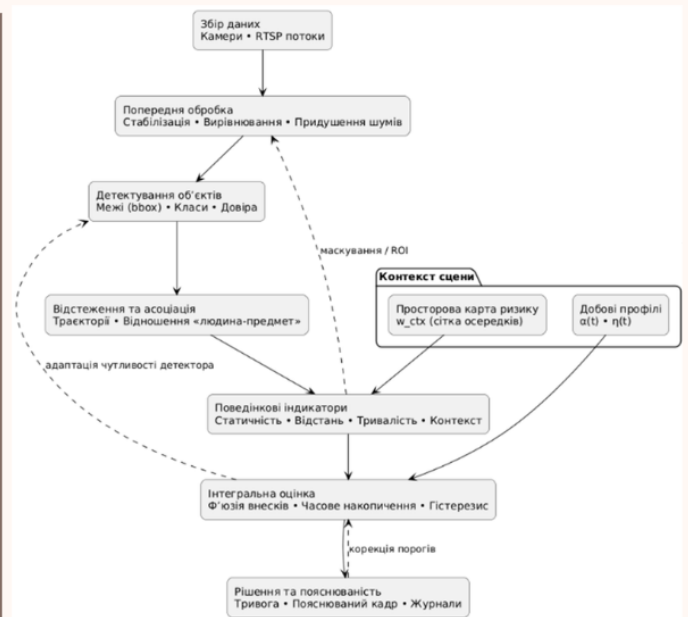 Збір даних
Камери • RTSP потоки
Попередня обробка
Стабілізація • Вирівнювання • Придушення шумів
Детектування об'єктів
Межі (bbox) • Класи • Довіра
маскування / ROI
Контекст сцени
Просторова карта ризику
w_ctx (сітка осередків)
Добові профілі
α(t) • η(t)
Відстеження та асоціація
Траєкторії • Відношення «людина-предмет»
адаптація чутливості детектора
Поведінкові індикатори
Статичність • Відстань • Тривалість • Контекст
Інтегральна оцінка
Ф'юзія внесків • Часове накопичення • Гістерезис
корекція порогів
Рішення та пояснюваність
Тривога • Пояснюваний кадр • Журнали